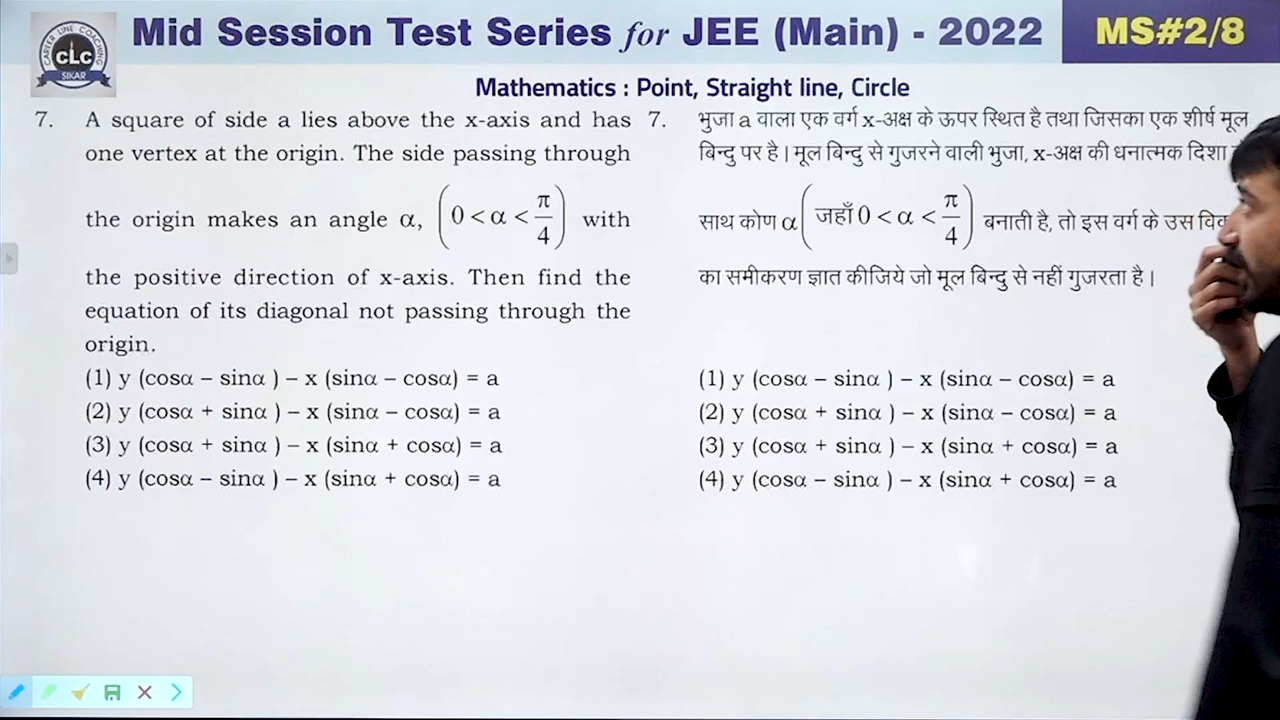 CAREER LINE COACHING
CLC
SIKAR
Mid Session Test Series for JEE (Main) - 2022
MS#2/8
Mathematics : Point, Straight line, Circle
7. A square of side a lies above the x-axis and has
one vertex at the origin. The side passing through
the origin makes an angle α, (0 < α < π/4) with
the positive direction of x-axis. Then find the
equation of its diagonal not passing through the
origin.
(1) y (cosα – sinα ) – x (sinα – cosα) = a
(2) y (cosα + sinα ) – x (sinα – cosα) = a
(3) y (cosα + sinα ) – x (sinα + cosα) = a
(4) y (cosα – sinα ) – x (sinα + cosα) = a
7. भुजा a वाला एक वर्ग x-अक्ष के ऊपर स्थित है तथा जिसका एक शीर्ष मूल
बिन्दु पर है। मूल बिन्दु से गुजरने वाली भुजा, x-अक्ष की धनात्मक दिशा
साथ कोण α (जहाँ 0 < α < π/4) बनाती है, तो इस वर्ग के उस
का समीकरण ज्ञात कीजिये जो मूल बिन्दु से नहीं गुजरता है।
(1) y (cosα – sinα ) – x (sinα – cosα) = a
(2) y (cosα + sinα ) – x (sinα – cosα) = a
(3) y (cosα + sinα ) – x (sinα + cosα) = a
(4) y (cosα – sinα ) – x (sinα + cosα) = a